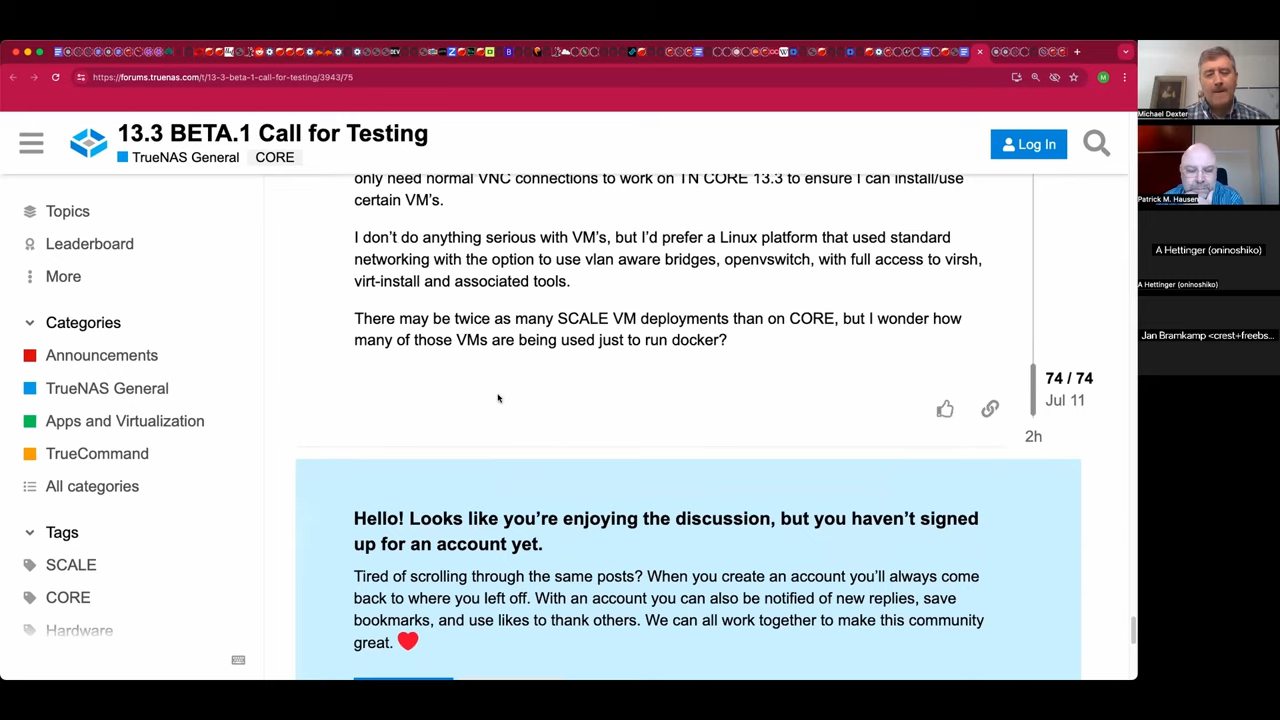 https://forums.truenas.com/t/13-3-beta-1-call-for-testing/3943/75
M
13.3 BETA.1 Call for Testing
TrueNAS General CORE
Log In
Topics
Leaderboard
More
Categories
Announcements
TrueNAS General
Apps and Virtualization
TrueCommand
All categories
Tags
SCALE
CORE
Hardware
only need normal VNC connections to work on TN CORE 13.3 to ensure I can install/use
certain VM's.
I don't do anything serious with VM's, but I'd prefer a Linux platform that used standard
networking with the option to use vlan aware bridges, openvswitch, with full access to virsh,
virt-install and associated tools.
There may be twice as many SCALE VM deployments than on CORE, but I wonder how
many of those VMs are being used just to run docker?
74 / 74
Jul 11
2h
Hello! Looks like you're enjoying the discussion, but you haven't signed
up for an account yet.
Tired of scrolling through the same posts? When you create an account you'll always come
back to where you left off. With an account you can also be notified of new replies, save
bookmarks, and use likes to thank others. We can all work together to make this community
great.
Michael Dexter
Patrick M. Hausen
A Hettinger (oninoshiko)
A Hettinger (oninoshiko)
Jan Bramkamp <crest+freebs...